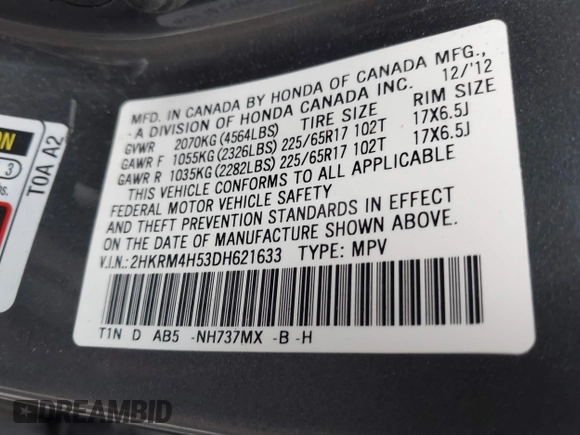 MFD. IN CANADA BY HONDA OF CANADA MFG.,
A DIVISION OF HONDA CANADA INC. 12/'12
GVWR 2070KG (4564LBS) TIRE SIZE RIM SIZE
GAWR F 1055KG (2326LBS) 225/65R17 102T 17X6.5J
GAWR R 1035KG (2282LBS) 225/65R17 102T 17X6.5J
THIS VEHICLE CONFORMS TO ALL APPLICABLE
FEDERAL MOTOR VEHICLE SAFETY
AND THEFT PREVENTION STANDARDS IN EFFECT
ON THE DATE OF MANUFACTURE SHOWN ABOVE.
V.I.N.: 2HKRM4H53DH621633 TYPE: MPV
T1N D AB5 -NH737MX -B -H
ON
3
os.
T0A A2
DREAMBID